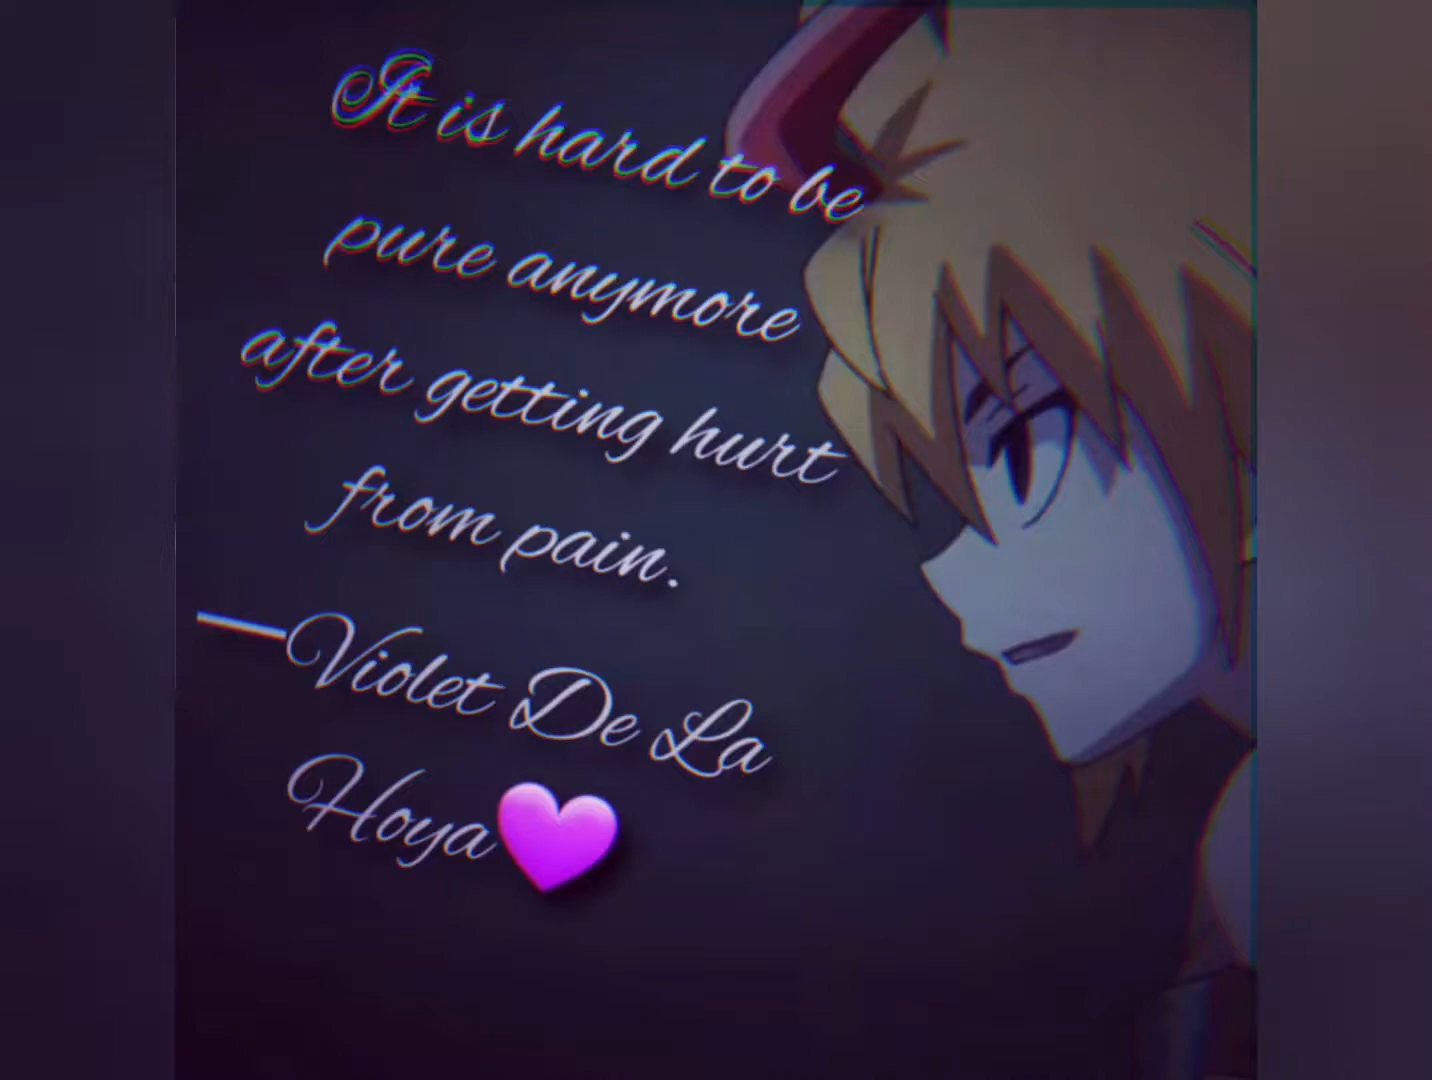 It is hard to be
pure anymore
after getting hurt
from pain.
—Violet De La
Hoya💜